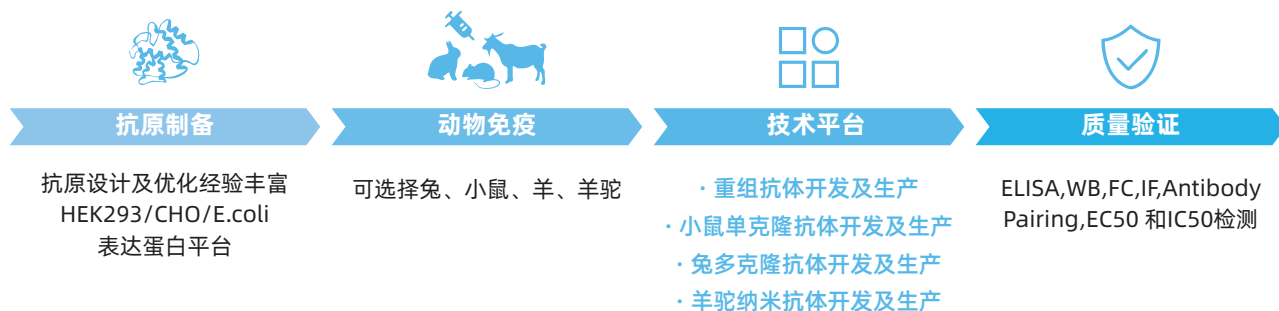 抗原制备
动物免疫
技术平台
质量验证
抗原设计及优化经验丰富
HEK293/CHO/E.coli
表达蛋白平台
可选择兔、小鼠、羊、羊驼
·重组抗体开发及生产
·小鼠单克隆抗体开发及生产
·兔多克隆抗体开发及生产
·羊驼纳米抗体开发及生产
ELISA,WB,FC,IF,Antibody
Pairing,EC50 和IC50检测